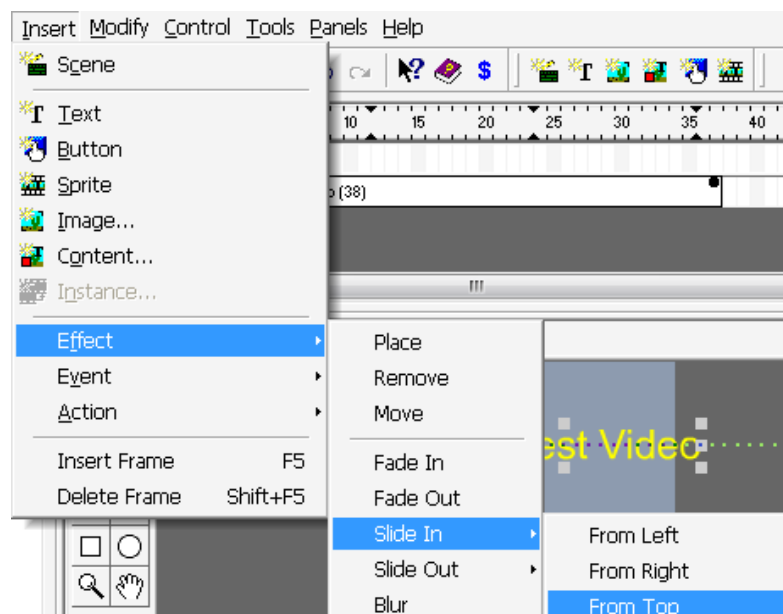 Insert Modify Control Tools Panels Help
Scene
Text
Button
Sprite
Image...
Content...
Instance...
Effect
Event
Action
Insert Frame F5
Delete Frame Shift+F5
10 15 20 25 30 35 40
(38)
Place
Remove
Move
Fade In
Fade Out
Slide In
Slide Out
Blur
est Video
From Left
From Right
From Top